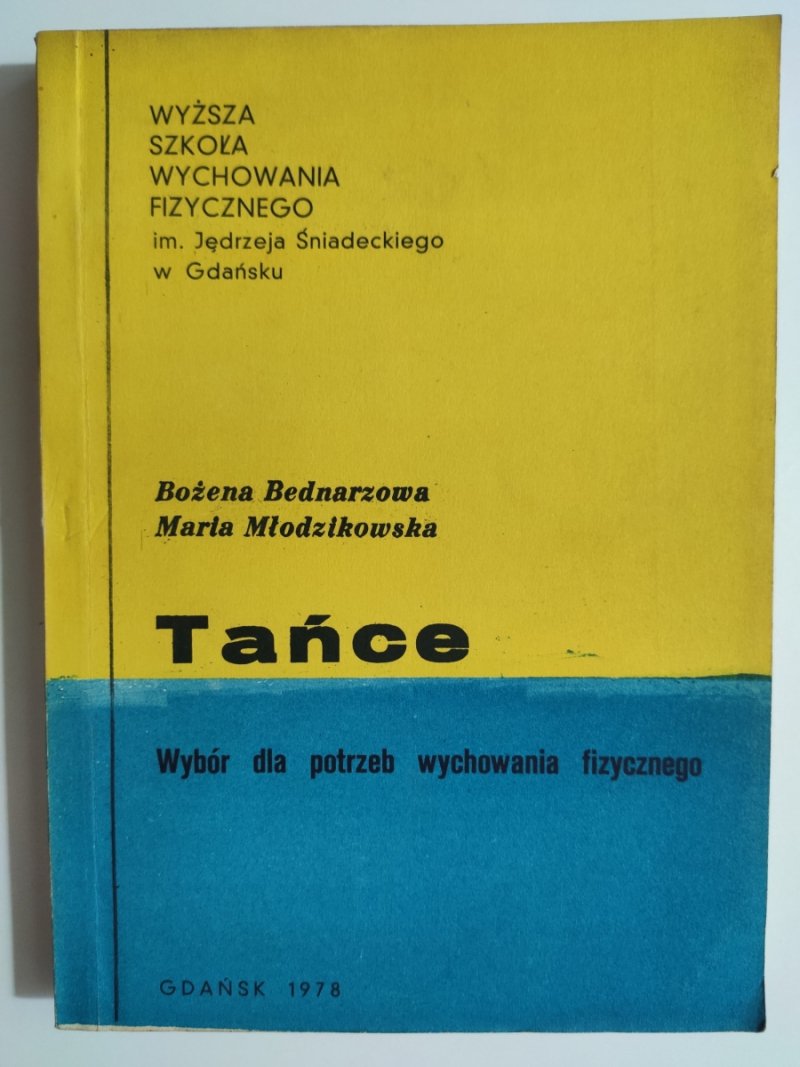 WYŻSZA
SZKOŁA
WYCHOWANIA
FIZYCZNEGO
im. Jędrzeja Śniadeckiego
w Gdańsku
Bożena Bednarzowa
Maria Młodzikowska
Tańce
Wybór dla potrzeb wychowania fizycznego
GDAŃSK 1978